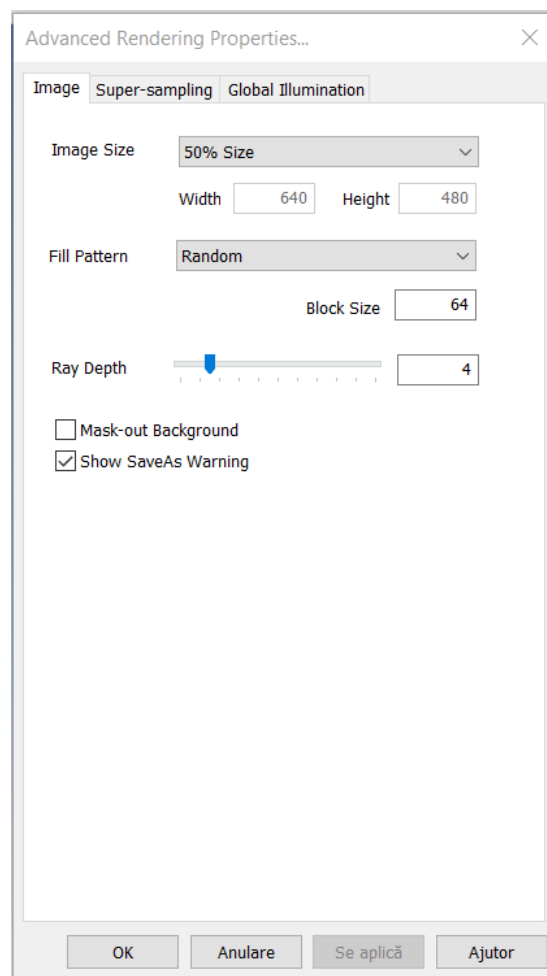 Advanced Rendering Properties...
Image Super-sampling Global Illumination
Image Size 50% Size
Width 640 Height 480
Fill Pattern Random
Block Size 64
Ray Depth 4
Mask-out Background
Show SaveAs Warning
OK Anulare Se aplică Ajutor